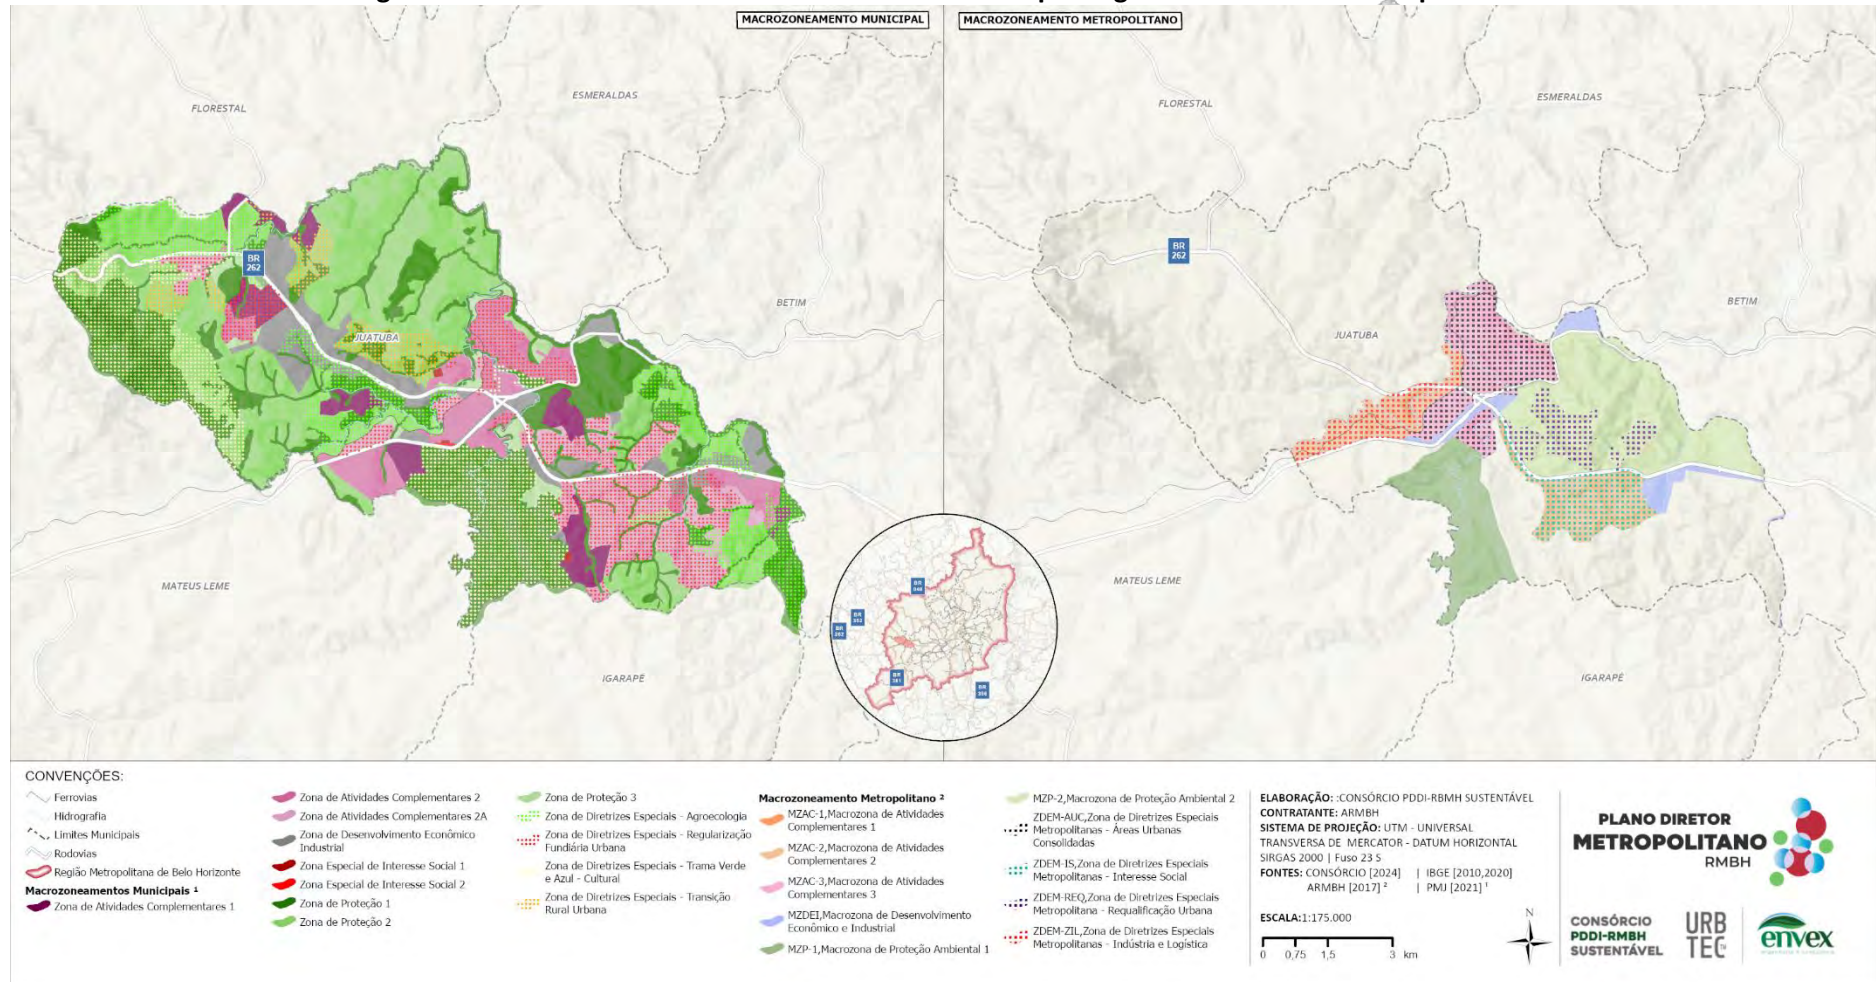 MACROZONEAMENTO MUNICIPAL
MACROZONEAMENTO METROPOLITANO
FLORESTAL
ESMERALDAS
BR
262
BETIM
JUATUBA
MATEUS LEME
IGARAPÉ
FLORESTAL
ESMERALDAS
BR
262
BETIM
JUATUBA
MATEUS LEME
IGARAPÉ
BR
BR
BR
BR
BR
CONVENÇÕES:
Ferrovias
Hidrografia
Limites Municipais
Rodovias
Região Metropolitana de Belo Horizonte
Macrozoneamentos Municipais ¹
Zona de Atividades Complementares 1
Zona de Atividades Complementares 2
Zona de Atividades Complementares 2A
Zona de Desenvolvimento Econômico
Industrial
Zona Especial de Interesse Social 1
Zona Especial de Interesse Social 2
Zona de Proteção 1
Zona de Proteção 2
Zona de Proteção 3
Zona de Diretrizes Especiais - Agroecologia
Zona de Diretrizes Especiais - Regularização
Fundiária Urbana
Zona de Diretrizes Especiais - Trama Verde
e Azul - Cultural
Zona de Diretrizes Especiais - Transição
Rural Urbana
Macrozoneamento Metropolitano ²
MZAC-1,Macrozona de Atividades
Complementares 1
MZAC-2,Macrozona de Atividades
Complementares 2
MZAC-3,Macrozona de Atividades
Complementares 3
MZDEI,Macrozona de Desenvolvimento
Econômico e Industrial
MZP-1,Macrozona de Proteção Ambiental 1
MZP-2,Macrozona de Proteção Ambiental 2
ZDEM-AUC,Zona de Diretrizes Especiais
Metropolitanas - Áreas Urbanas
Consolidadas
ZDEM-IS,Zona de Diretrizes Especiais
Metropolitanas - Interesse Social
ZDEM-REQ,Zona de Diretrizes Especiais
Metropolitana - Requalificação Urbana
ZDEM-ZIL,Zona de Diretrizes Especiais
Metropolitanas - Indústria e Logística
ELABORAÇÃO: :CONSÓRCIO PDDI-RBMH SUSTENTÁVEL
CONTRATANTE: ARMBH
SISTEMA DE PROJEÇÃO: UTM - UNIVERSAL
TRANSVERSA DE MERCATOR - DATUM HORIZONTAL
SIRGAS 2000 | Fuso 23 S
FONTES: CONSÓRCIO [2024] | IBGE [2010,2020]
ARMBH [2017] ² | PMJ [2021] ¹
ESCALA:1:175.000
0 0,75 1,5 3 km
N
PLANO DIRETOR
METROPOLITANO
RMBH
CONSÓRCIO
PDDI-RMBH
SUSTENTÁVEL
URB
TEC
envex